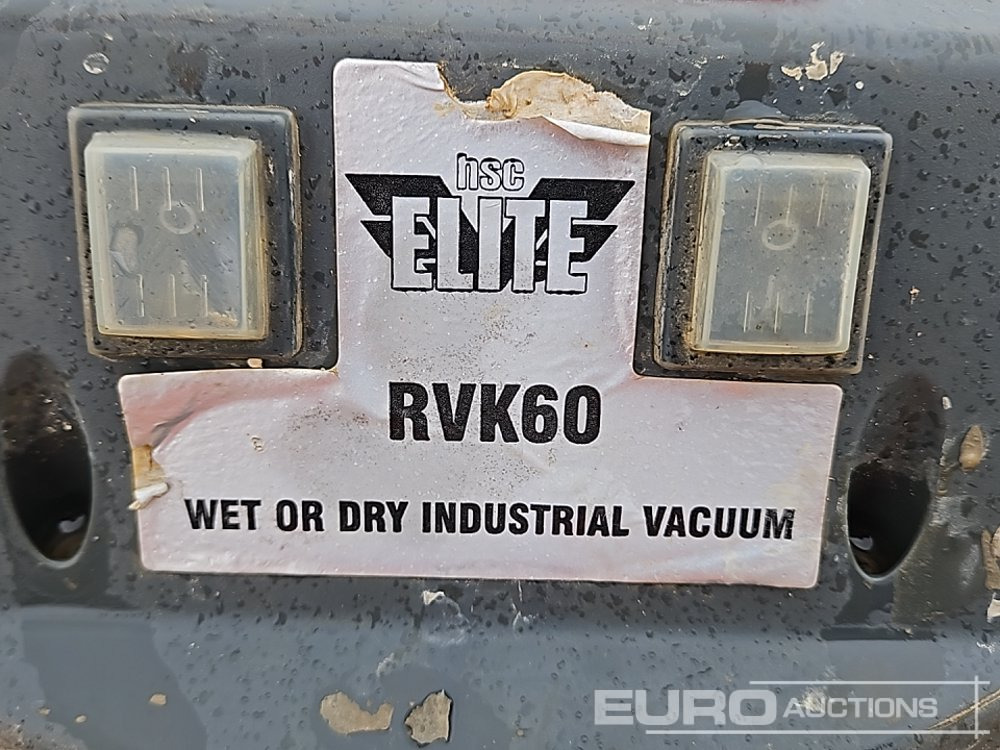 hsc
ELITE
RVK60
WET OR DRY INDUSTRIAL VACUUM
EURO AUCTIONS